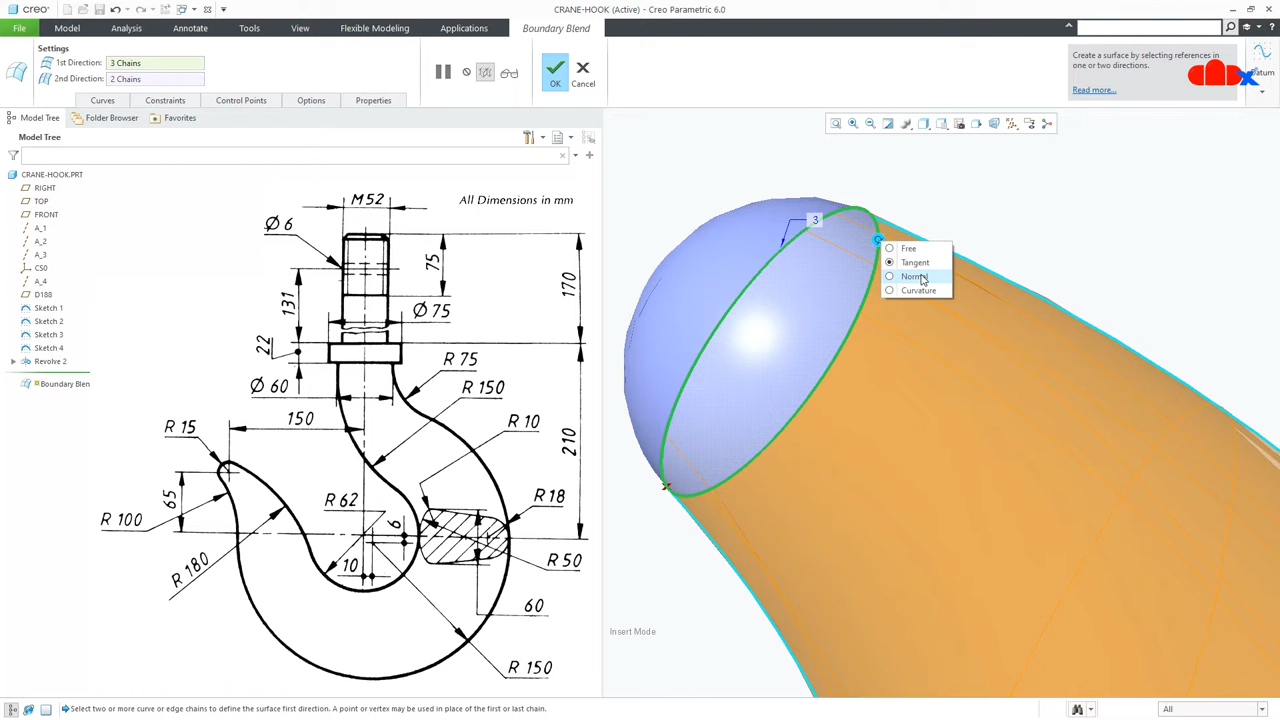 creo
CRANE-HOOK (Active) - Creo Parametric 6.0
File
Model
Analysis
Annotate
Tools
View
Flexible Modeling
Applications
Boundary Blend
Settings
1st Direction:
3 Chains
2nd Direction:
2 Chains
OK
Cancel
Create a surface by selecting references in
one or two directions.
Read more...
Datum
Curves
Constraints
Control Points
Options
Properties
Model Tree
Folder Browser
Favorites
Model Tree
CRANE-HOOK.PRT
RIGHT
TOP
FRONT
A_1
A_2
A_3
CS0
A_4
D188
Sketch 1
Sketch 2
Sketch 3
Sketch 4
Revolve 2
Boundary Blen
M52
All Dimensions in mm
Ø 6
75
170
131
Ø 75
22
R 75
R 150
Ø 60
150
R 10
R 15
210
R 62
R 18
65
6
R 100
R 180
10
R 50
60
R 150
3
Free
Tangent
Normal
Curvature
Insert Mode
Select two or more curve or edge chains to define the surface first direction. A point or vertex may be used in place of the first or last chain.
All